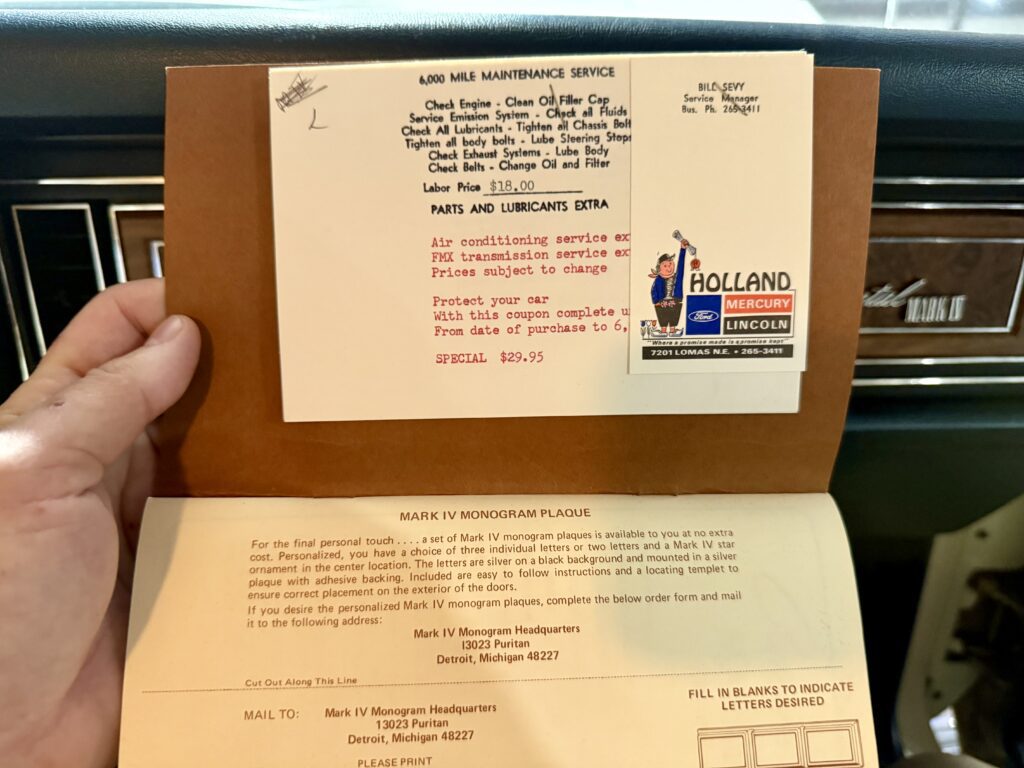 6,000 MILE MAINTENANCE SERVICE
Check Engine - Clean Oil Filler Cap
Service Emission System - Check all Fluids
Check All Lubricants - Tighten all Chassis Bolt
Tighten all body bolts - Lube Steering Stops
Check Exhaust Systems - Lube Body
Check Belts - Change Oil and Filter
Labor Price $18.00
PARTS AND LUBRICANTS EXTRA
Air conditioning service ex
FMX transmission service ex
Prices subject to change
Protect your car
With this coupon complete u
From date of purchase to 6,
SPECIAL $29.95
BILL SEVY
Service Manager
Bus. Ph. 265-3411
HOLLAND
Ford
MERCURY
LINCOLN
"Where a promise made is a promise kept"
7201 LOMAS N.E. • 265-3411
MARK IV
MARK IV MONOGRAM PLAQUE
For the final personal touch . . . . a set of Mark IV monogram plaques is available to you at no extra
cost. Personalized, you have a choice of three individual letters or two letters and a Mark IV star
ornament in the center location. The letters are silver on a black background and mounted in a silver
plaque with adhesive backing. Included are easy to follow instructions and a locating templet to
ensure correct placement on the exterior of the doors.
If you desire the personalized Mark IV monogram plaques, complete the below order form and mail
it to the following address:
Mark IV Monogram Headquarters
13023 Puritan
Detroit, Michigan 48227
Cut Out Along This Line
MAIL TO: Mark IV Monogram Headquarters
13023 Puritan
Detroit, Michigan 48227
PLEASE PRINT
FILL IN BLANKS TO INDICATE
LETTERS DESIRED